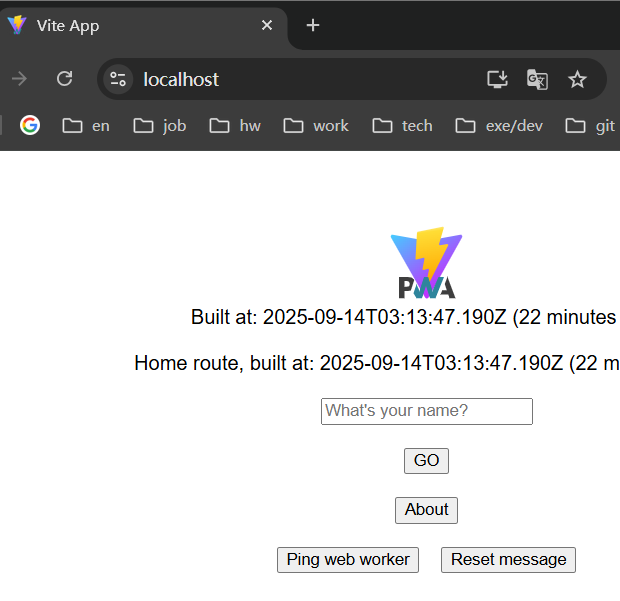 Vite App
localhost
en job hw work tech exe/dev git
PWA
Built at: 2025-09-14T03:13:47.190Z (22 minutes
Home route, built at: 2025-09-14T03:13:47.190Z (22 m
What's your name?
GO
About
Ping web worker Reset message